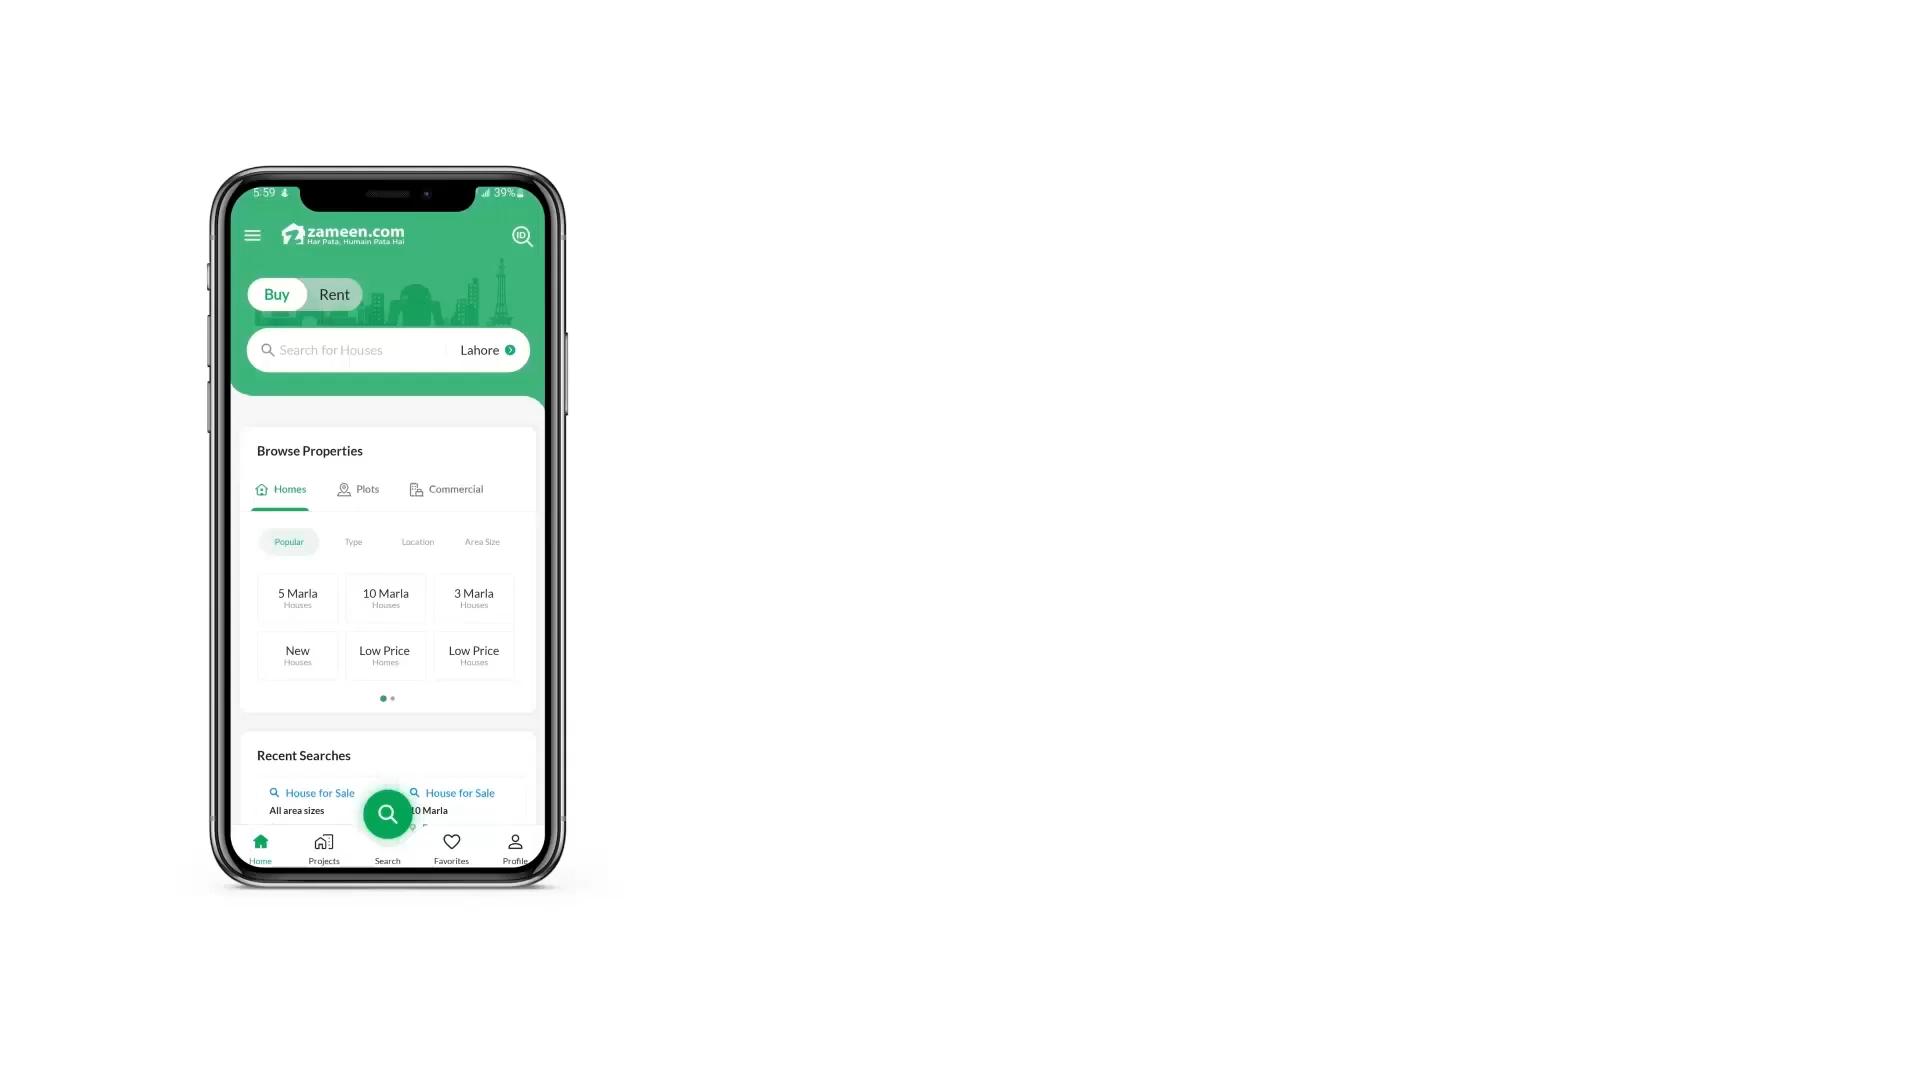 5:59 39%
zameen.com
Har Pata, Humain Pata Hai
ID
Buy Rent
Search for Houses Lahore
Browse Properties
Homes Plots Commercial
Popular Type Location Area Size
5 Marla 10 Marla 3 Marla
Houses Houses Houses
New Low Price Low Price
Houses Homes Houses
Recent Searches
House for Sale House for Sale
All area sizes 10 Marla
Home Projects Search Favorites Profile